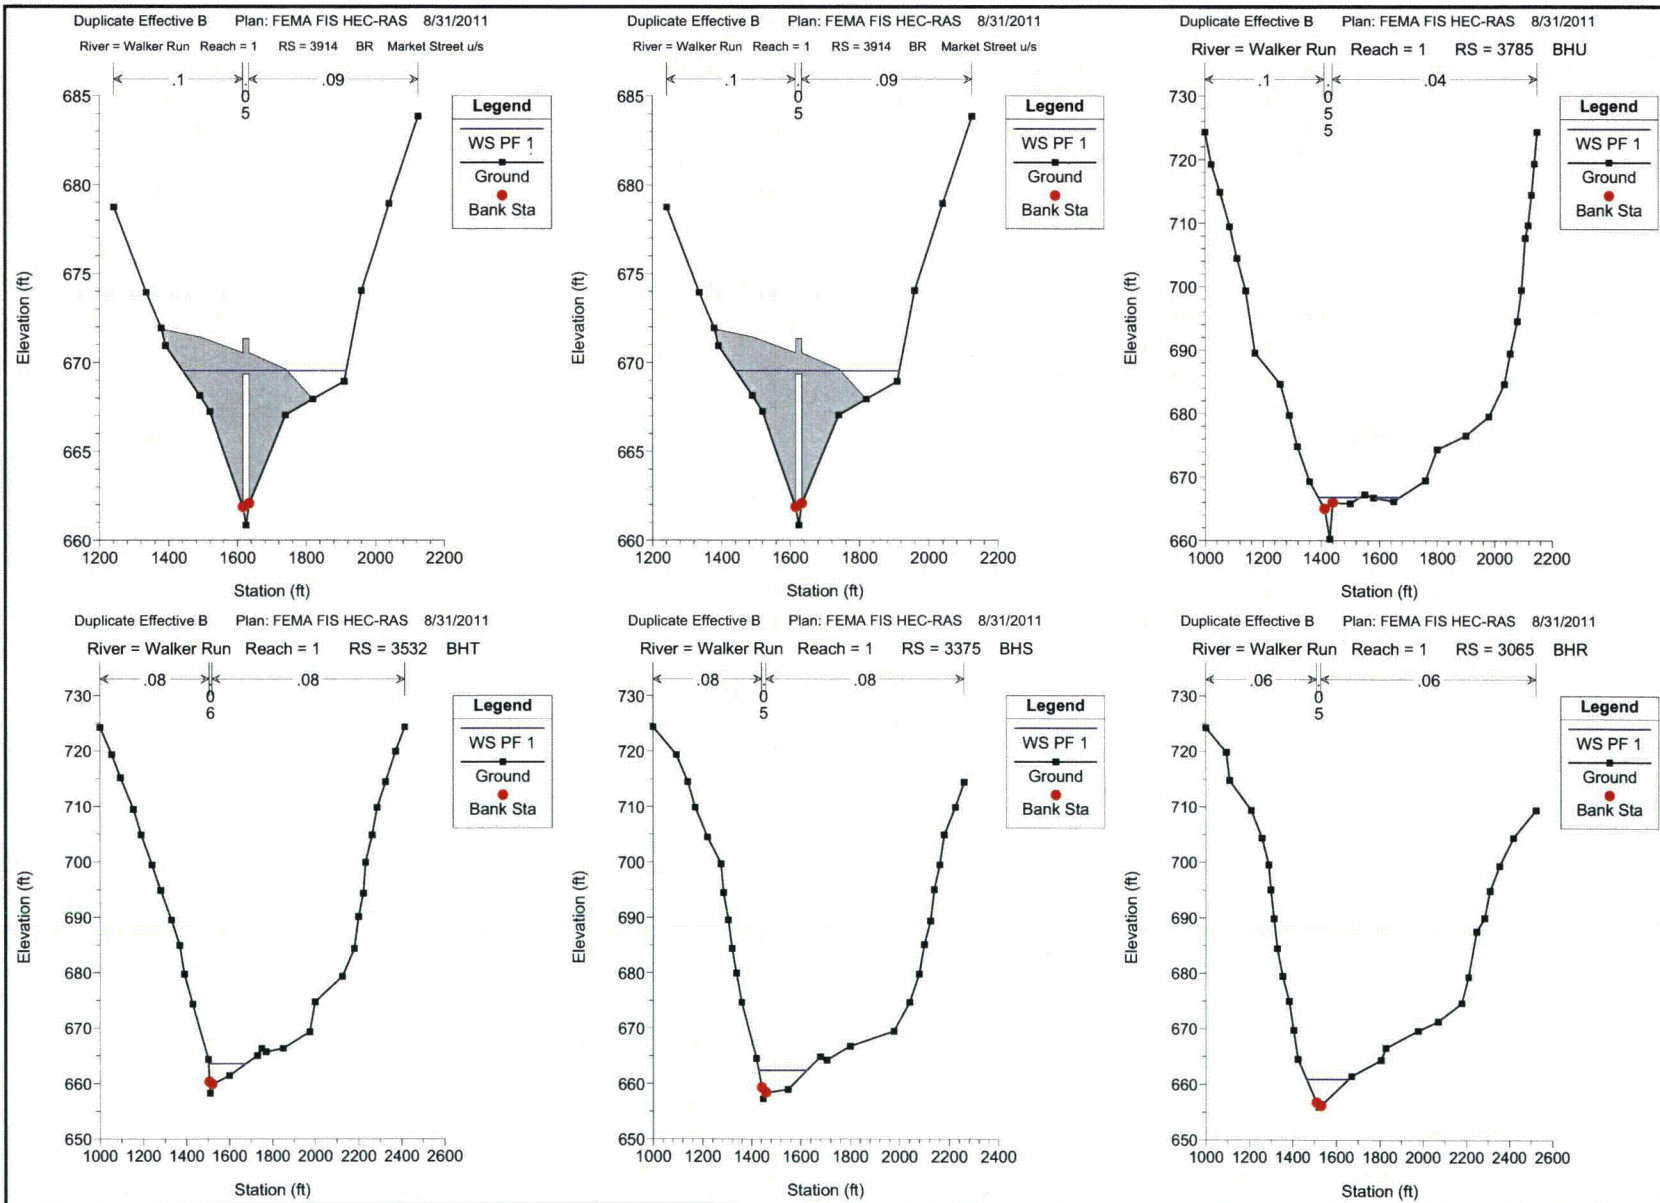 Duplicate Effective B Plan: FEMA FIS HEC-RAS 8/31/2011
River = Walker Run Reach = 1 RS = 3914 BR Market Street u/s
.1
.05
.09
685
680
675
670
665
660
Elevation (ft)
1200 1400 1600 1800 2000 2200
Station (ft)
Legend
WS PF 1
Ground
Bank Sta
Duplicate Effective B Plan: FEMA FIS HEC-RAS 8/31/2011
River = Walker Run Reach = 1 RS = 3914 BR Market Street u/s
.1
.05
.09
685
680
675
670
665
660
Elevation (ft)
1200 1400 1600 1800 2000 2200
Station (ft)
Legend
WS PF 1
Ground
Bank Sta
Duplicate Effective B Plan: FEMA FIS HEC-RAS 8/31/2011
River = Walker Run Reach = 1 RS = 3785 BHU
.1
.055
.04
730
720
710
700
690
680
670
660
Elevation (ft)
1000 1200 1400 1600 1800 2000 2200
Station (ft)
Legend
WS PF 1
Ground
Bank Sta
Duplicate Effective B Plan: FEMA FIS HEC-RAS 8/31/2011
River = Walker Run Reach = 1 RS = 3532 BHT
.08
.06
.08
730
720
710
700
690
680
670
660
650
Elevation (ft)
1000 1200 1400 1600 1800 2000 2200 2400 2600
Station (ft)
Legend
WS PF 1
Ground
Bank Sta
Duplicate Effective B Plan: FEMA FIS HEC-RAS 8/31/2011
River = Walker Run Reach = 1 RS = 3375 BHS
.08
.05
.08
730
720
710
700
690
680
670
660
650
Elevation (ft)
1000 1200 1400 1600 1800 2000 2200 2400
Station (ft)
Legend
WS PF 1
Ground
Bank Sta
Duplicate Effective B Plan: FEMA FIS HEC-RAS 8/31/2011
River = Walker Run Reach = 1 RS = 3065 BHR
.06
.05
.06
730
720
710
700
690
680
670
660
650
Elevation (ft)
1000 1200 1400 1600 1800 2000 2200 2400 2600
Station (ft)
Legend
WS PF 1
Ground
Bank Sta